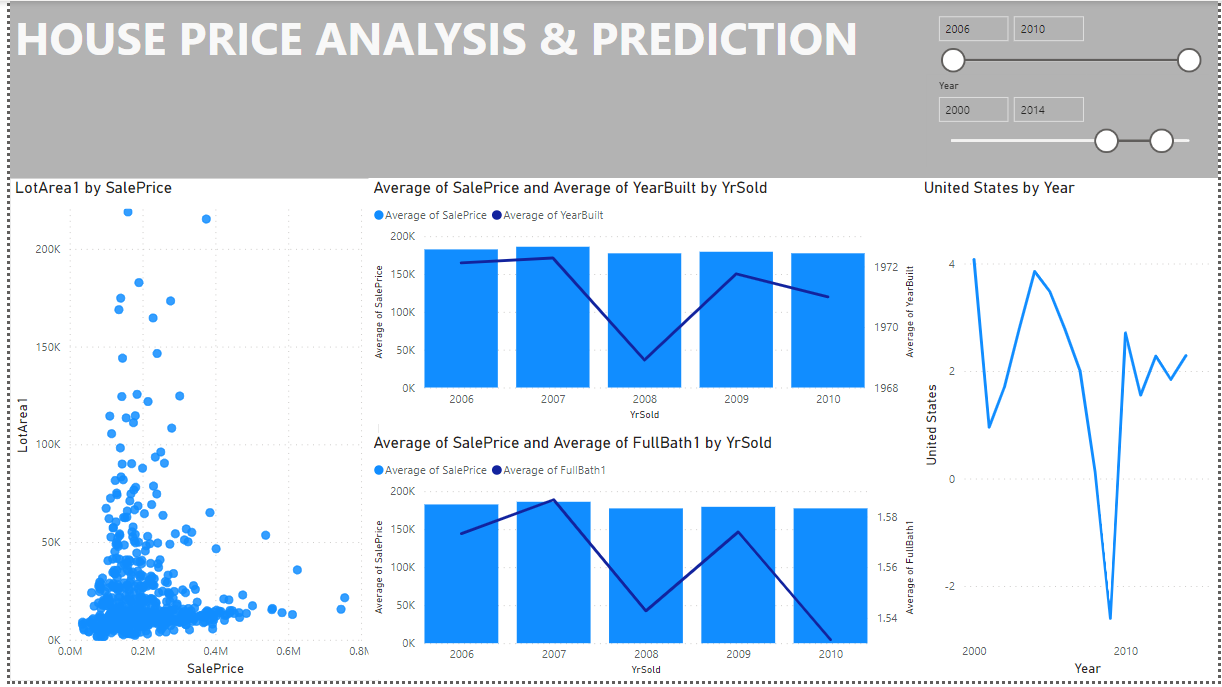 HOUSE PRICE ANALYSIS & PREDICTION
2006 2010
Year
2000 2014
LotArea1 by SalePrice
200K
150K
100K
50K
0K
LotArea1
0.0M 0.2M 0.4M 0.6M 0.8M
SalePrice
Average of SalePrice and Average of YearBuilt by YrSold
Average of SalePrice Average of YearBuilt
200K
150K
100K
50K
0K
Average of SalePrice
1972
1970
1968
Average of YearBuilt
2006 2007 2008 2009 2010
YrSold
Average of SalePrice and Average of FullBath1 by YrSold
Average of SalePrice Average of FullBath1
200K
150K
100K
50K
0K
Average of SalePrice
1.58
1.56
1.54
Average of FullBath1
2006 2007 2008 2009 2010
YrSold
United States by Year
4
2
0
-2
United States
2000 2010
Year